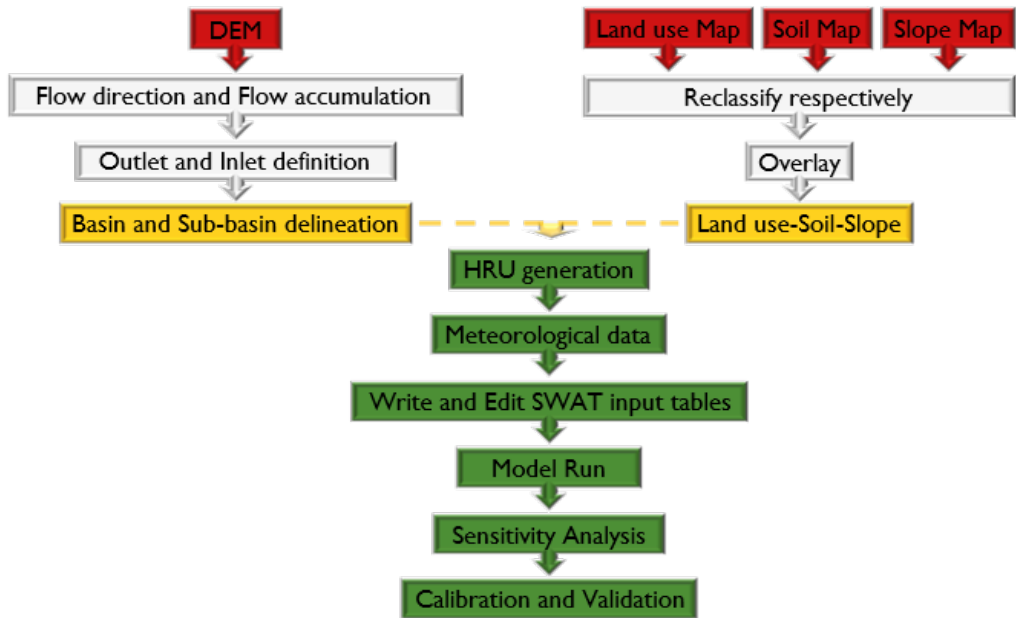 DEM
Land use Map
Soil Map
Slope Map
Flow direction and Flow accumulation
Reclassify respectively
Outlet and Inlet definition
Overlay
Basin and Sub-basin delineation
Land use-Soil-Slope
HRU generation
Meteorological data
Write and Edit SWAT input tables
Model Run
Sensitivity Analysis
Calibration and Validation